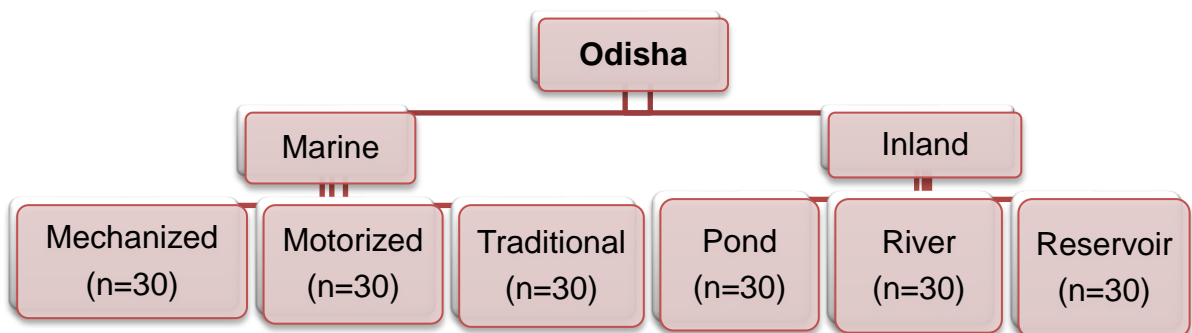 Odisha
Marine
Inland
Mechanized
(n=30)
Motorized
(n=30)
Traditional
(n=30)
Pond
(n=30)
River
(n=30)
Reservoir
(n=30)